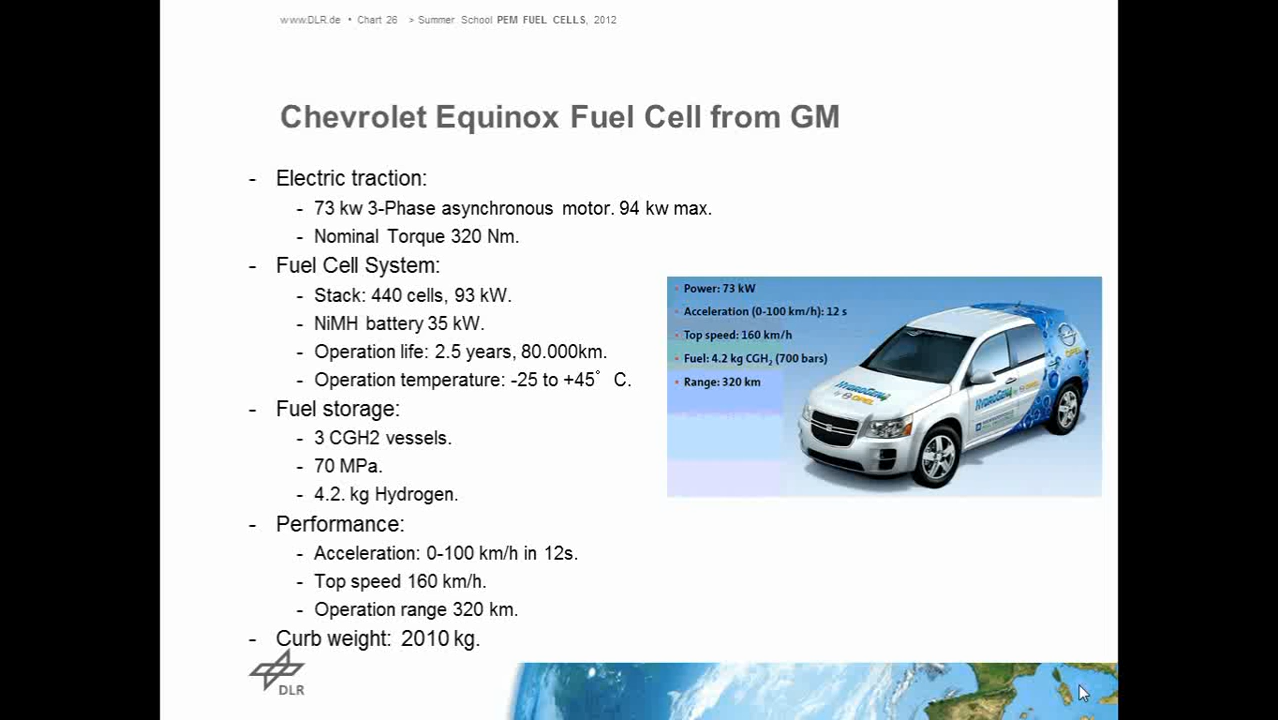 www.DLR.de • Chart 26 > Summer School PEM FUEL CELLS, 2012
Chevrolet Equinox Fuel Cell from GM
- Electric traction:
- 73 kw 3-Phase asynchronous motor. 94 kw max.
- Nominal Torque 320 Nm.
- Fuel Cell System:
- Stack: 440 cells, 93 kW.
- NiMH battery 35 kW.
- Operation life: 2.5 years, 80.000km.
- Operation temperature: -25 to +45° C.
- Fuel storage:
- 3 CGH2 vessels.
- 70 MPa.
- 4.2. kg Hydrogen.
- Performance:
- Acceleration: 0-100 km/h in 12s.
- Top speed 160 km/h.
- Operation range 320 km.
- Curb weight: 2010 kg.
• Power: 73 kW
• Acceleration (0-100 km/h): 12 s
• Top speed: 160 km/h
• Fuel: 4.2 kg CGH₂ (700 bars)
• Range: 320 km
HydroGen4
OPEL
HydroGen4
OPEL
OPEL
DLR